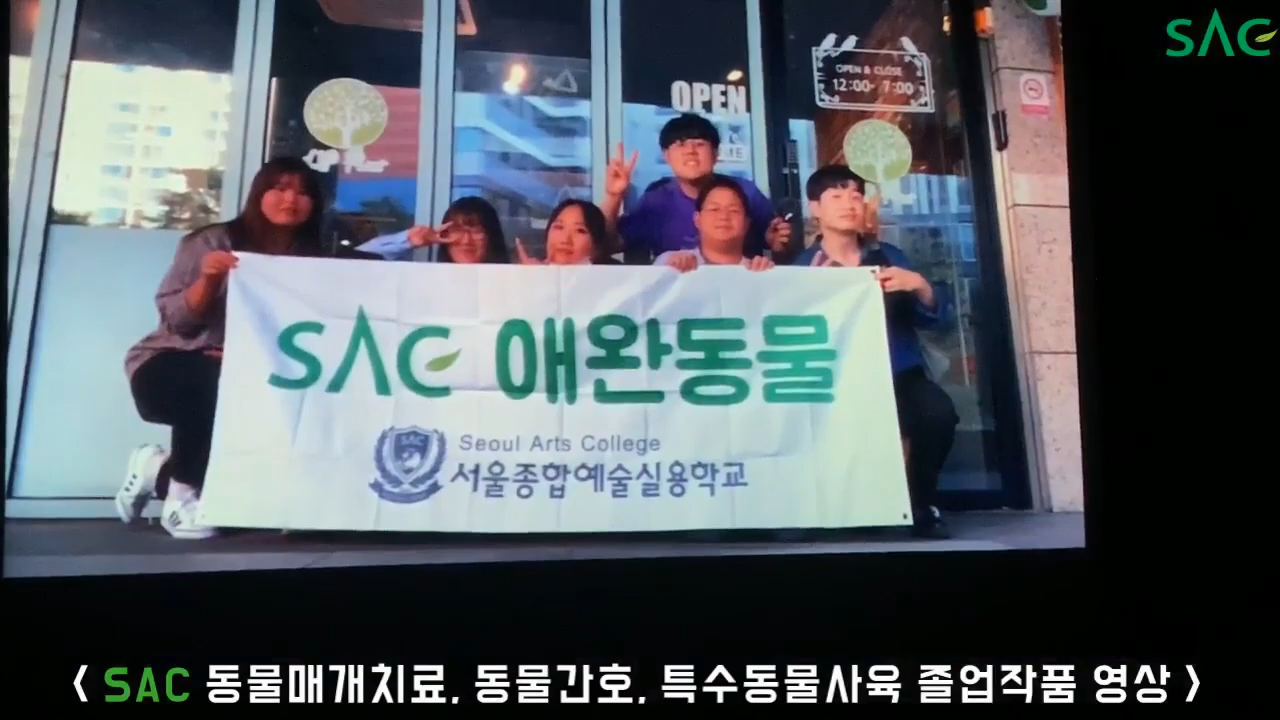 SAC
OPEN & CLOSE
12:00- 7:00
OPEN
SAC 애완동물
SAC
Seoul Arts College
서울종합예술실용학교
< SAC 동물매개치료, 동물간호, 특수동물사육 졸업작품 영상 >